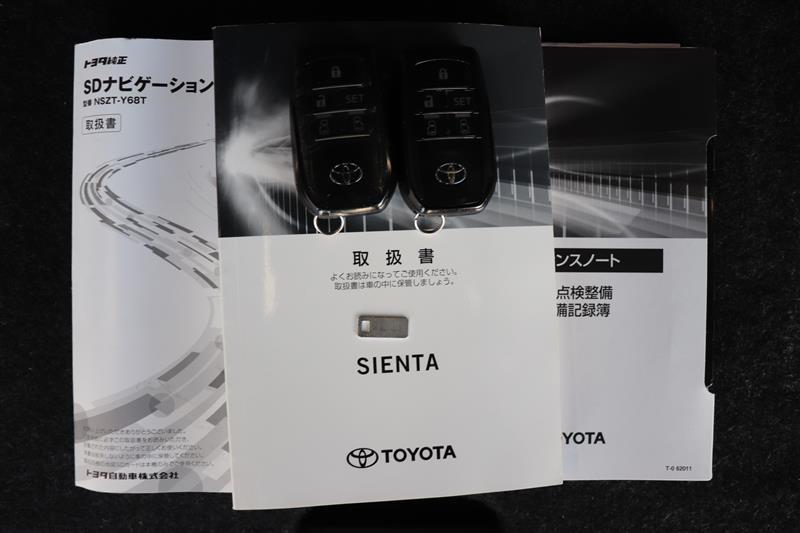 トヨタ純正
SDナビゲーション
型番 NSZT-Y68T
取扱書
トヨタ自動車株式会社
SET
SET
取扱書
よくお読みになってご使用ください。
取扱書は車の中に保管しましょう。
SIENTA
TOYOTA
ンスノート
点検整備
備記録簿
OYOTA
T-0 62011